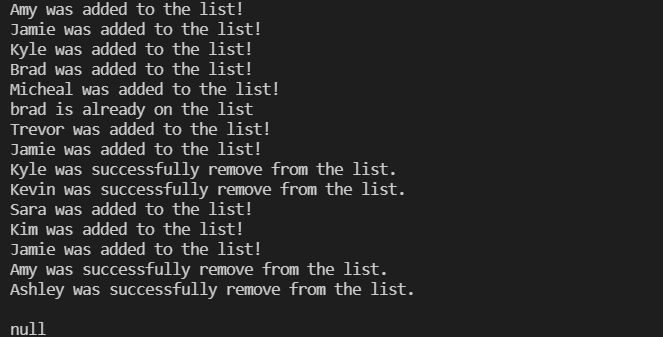 Amy was added to the list!
Jamie was added to the list!
Kyle was added to the list!
Brad was added to the list!
Micheal was added to the list!
brad is already on the list
Trevor was added to the list!
Jamie was added to the list!
Kyle was successfully remove from the list.
Kevin was successfully remove from the list.
Sara was added to the list!
Kim was added to the list!
Jamie was added to the list!
Amy was successfully remove from the list.
Ashley was successfully remove from the list.
null